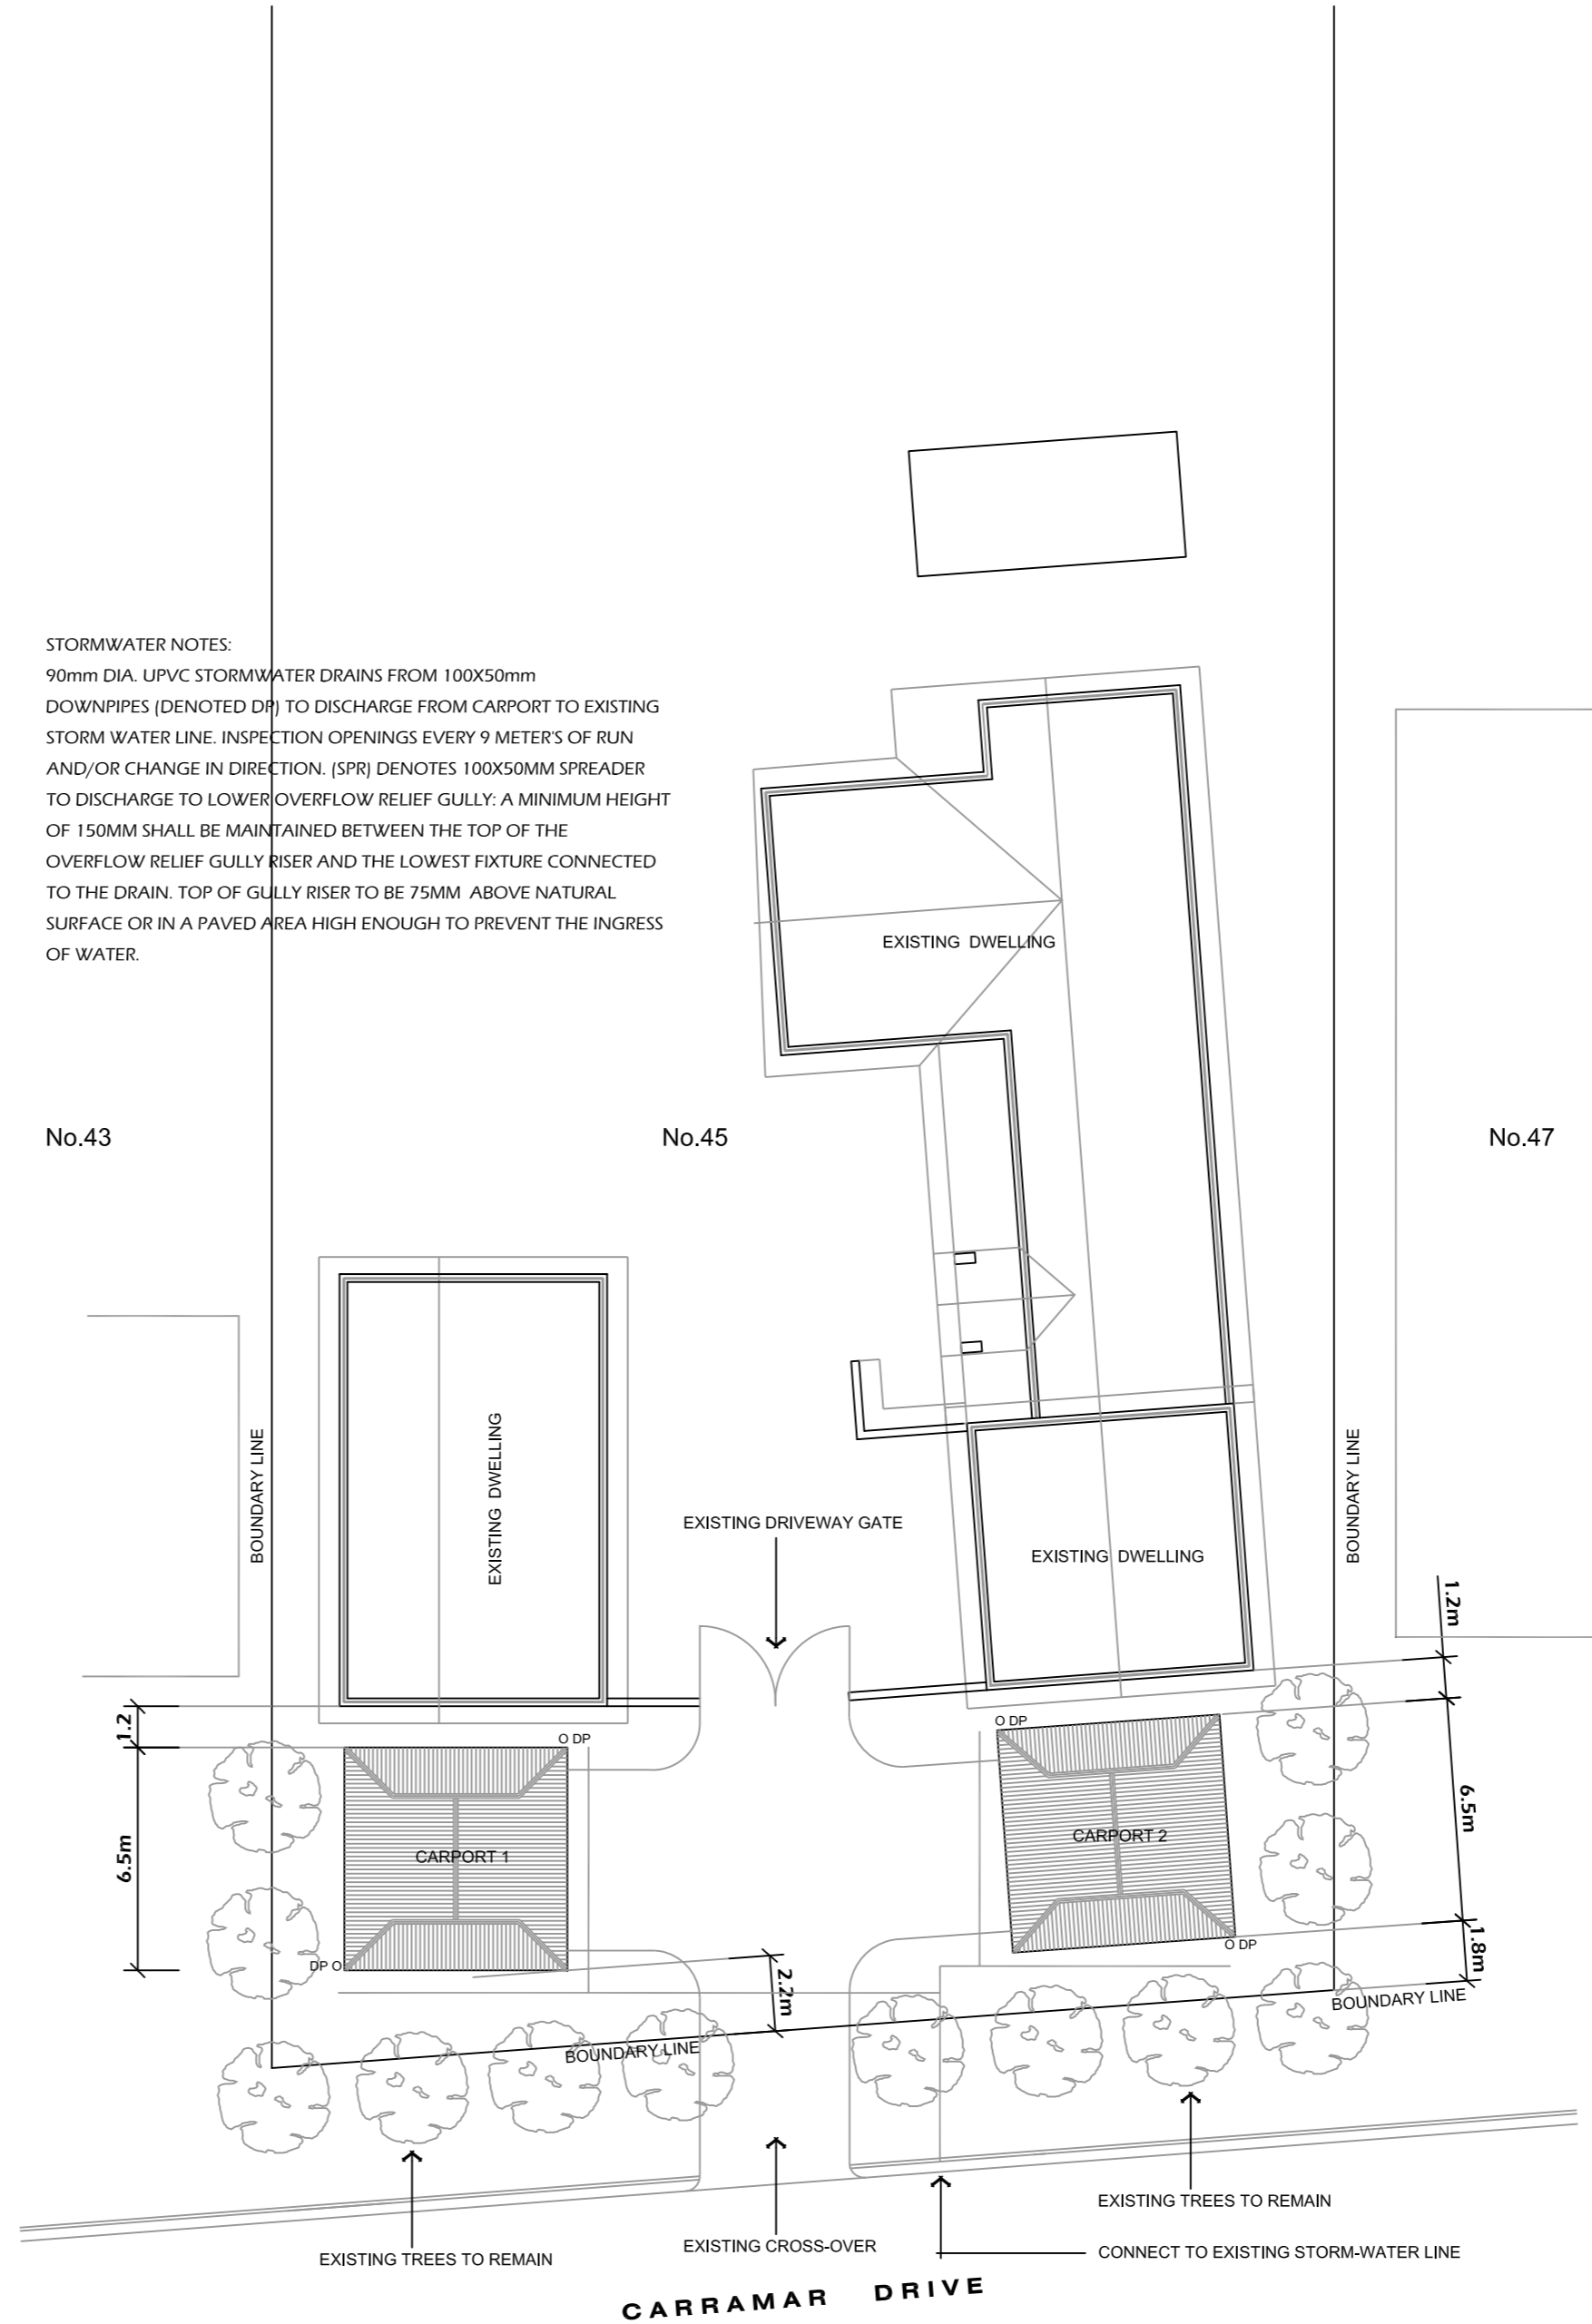 STORMWATER NOTES:
90mm DIA. UPVC STORMWATER DRAINS FROM 100X50mm
DOWNPIPES (DENOTED DP) TO DISCHARGE FROM CARPORT TO EXISTING
STORM WATER LINE. INSPECTION OPENINGS EVERY 9 METER'S OF RUN
AND/OR CHANGE IN DIRECTION. (SPR) DENOTES 100X50MM SPREADER
TO DISCHARGE TO LOWER OVERFLOW RELIEF GULLY: A MINIMUM HEIGHT
OF 150MM SHALL BE MAINTAINED BETWEEN THE TOP OF THE
OVERFLOW RELIEF GULLY RISER AND THE LOWEST FIXTURE CONNECTED
TO THE DRAIN. TOP OF GULLY RISER TO BE 75MM ABOVE NATURAL
SURFACE OR IN A PAVED AREA HIGH ENOUGH TO PREVENT THE INGRESS
OF WATER.
EXISTING DWELLING
No.43
No.45
No.47
BOUNDARY LINE
EXISTING DWELLING
BOUNDARY LINE
EXISTING DRIVEWAY GATE
EXISTING DWELLING
1.2m
1.2
O DP
O DP
6.5m
6.5m
CARPORT 1
CARPORT 2
O DP
DP O
1.8m
2.2m
BOUNDARY LINE
BOUNDARY LINE
EXISTING TREES TO REMAIN
EXISTING CROSS-OVER
EXISTING TREES TO REMAIN
CONNECT TO EXISTING STORM-WATER LINE
CARRAMAR DRIVE